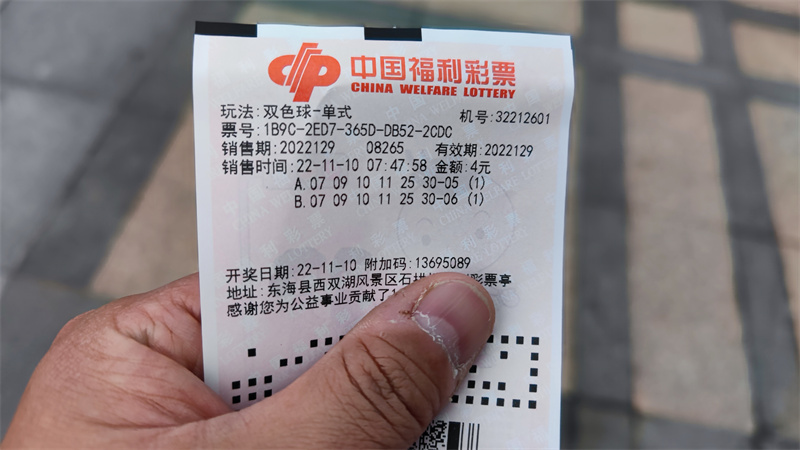 中国福利彩票
CHINA WELFARE LOTTERY
玩法:双色球-单式 机号:32212601
票号:1B9C-2ED7-365D-DB52-2CDC
销售期:2022129 08265 有效期:2022129
销售时间:22-11-10 07:47:58 金额:4元
A.07 09 10 11 25 30-05 (1)
B.07 09 10 11 25 30-06 (1)
开奖日期:22-11-10 附加码:13695089
地址:东海县西双湖风景区石 彩票亭
感谢您为公益事业贡献了